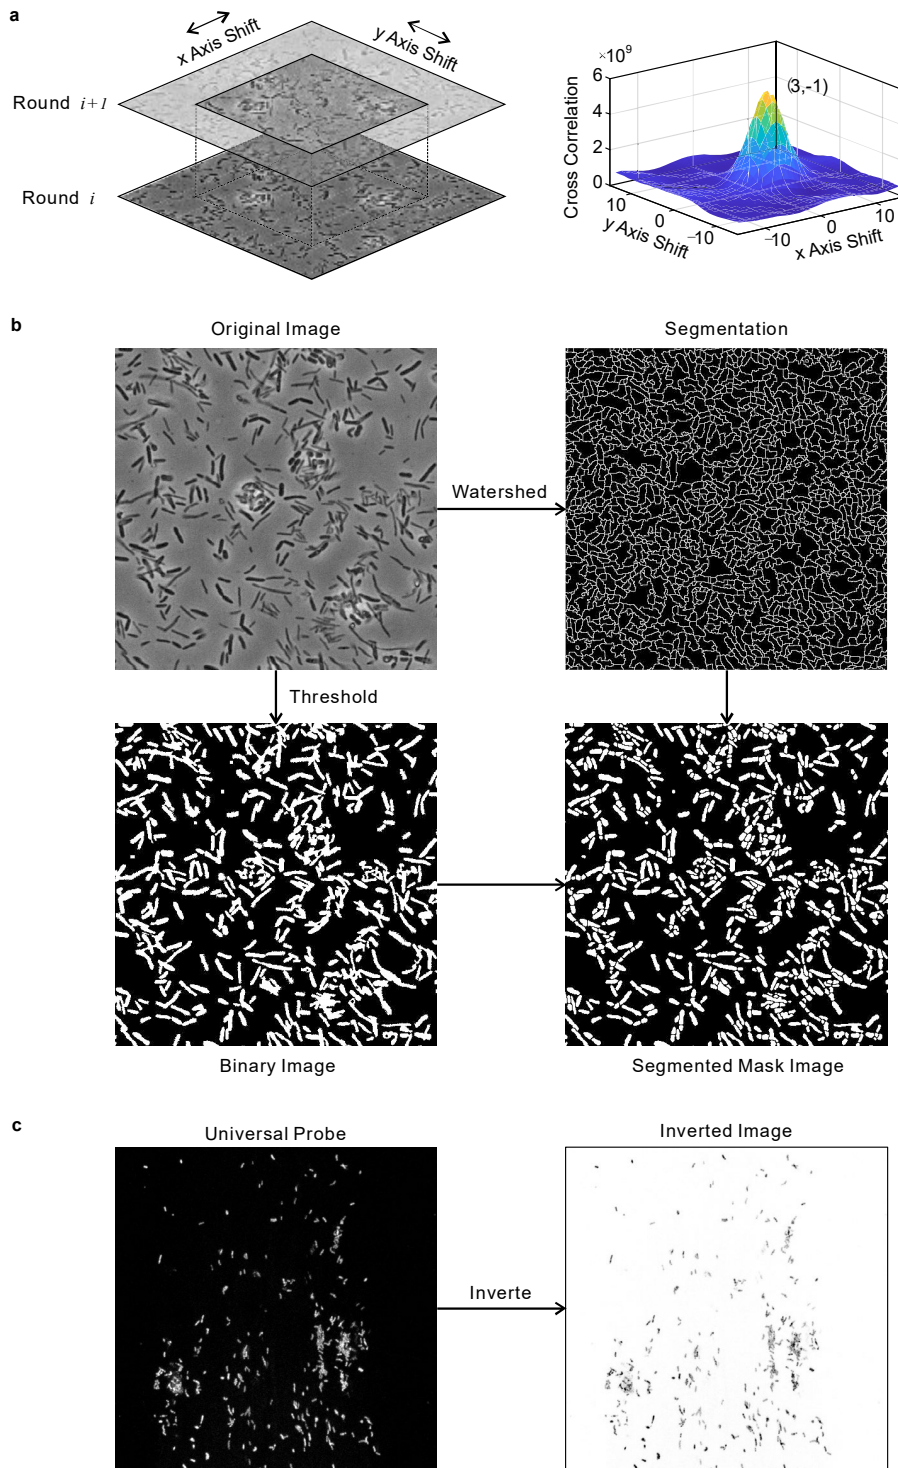 a
x Axis Shift
y Axis Shift
Round i+1
Round i
×10⁹
6
4
2
0
Cross Correlation
(3,-1)
10
0
−10
y Axis Shift
−10
0
10
x Axis Shift
b
Original Image
Segmentation
Watershed
Threshold
Binary Image
Segmented Mask Image
c
Universal Probe
Inverted Image
Inverte